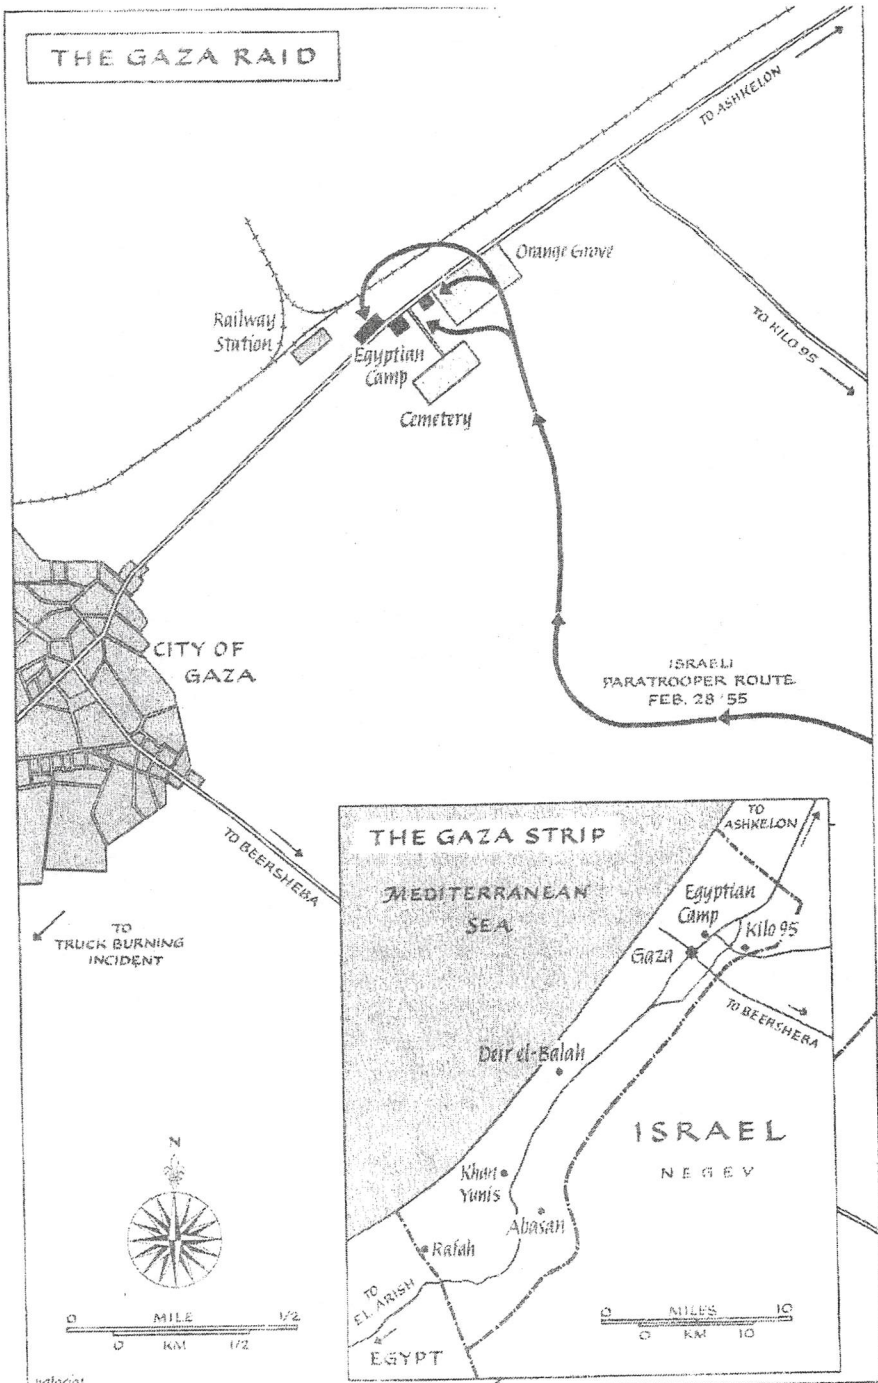 THE GAZA RAID
TO ASHKELON
Orange Grove
TO KILO 95
Railway
Station
Egyptian
Camp
Cemetery
CITY OF
GAZA
ISRAELI
PARATROOPER ROUTE
FEB. 28 '55
TO BEERSHEBA
TO
TRUCK BURNING
INCIDENT
N
0 MILE 1/2
0 KM 1/2
THE GAZA STRIP
MEDITERRANEAN
SEA
TO
ASHKELON
Egyptian
Camp
Kilo 95
Gaza
TO BEERSHEBA
Deir el-Balah
ISRAEL
NEGEV
Khan
Yunis
Abasan
Rafah
TO
EL ARISH
EGYPT
0 MILES 10
0 KM 10